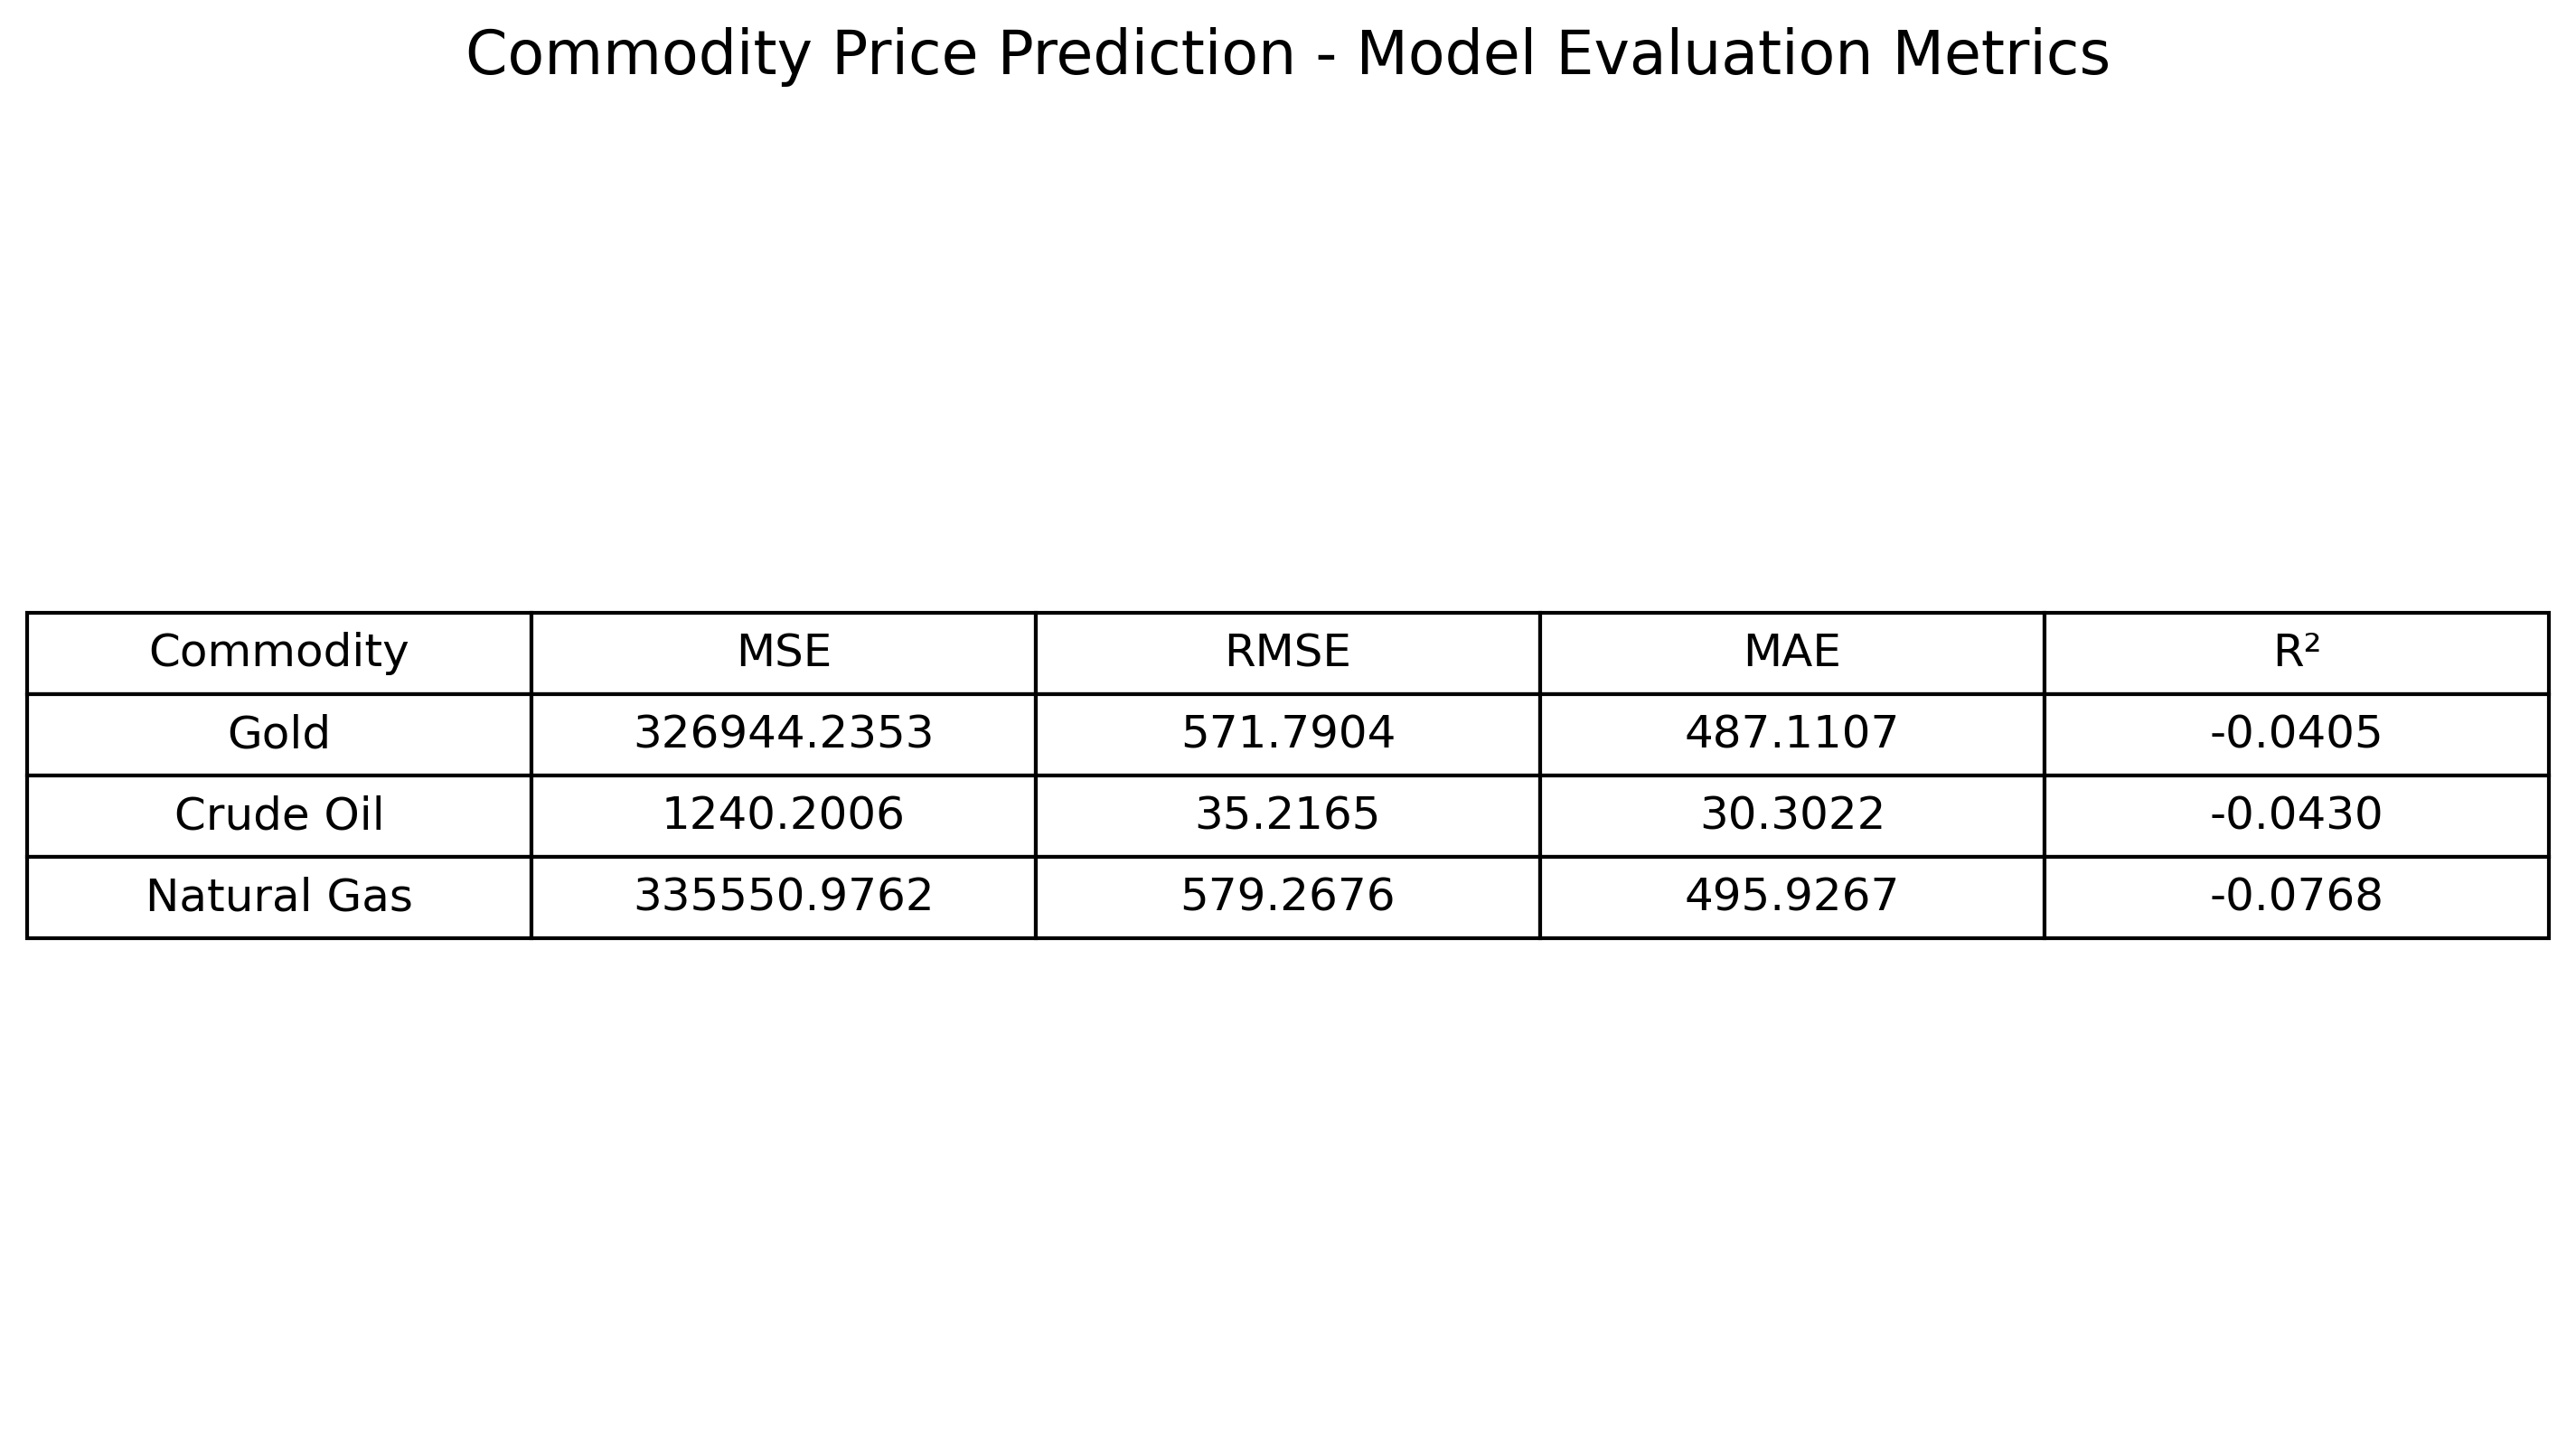 Commodity Price Prediction - Model Evaluation Metrics
Commodity MSE RMSE MAE R²
Gold 326944.2353 571.7904 487.1107 -0.0405
Crude Oil 1240.2006 35.2165 30.3022 -0.0430
Natural Gas 335550.9762 579.2676 495.9267 -0.0768